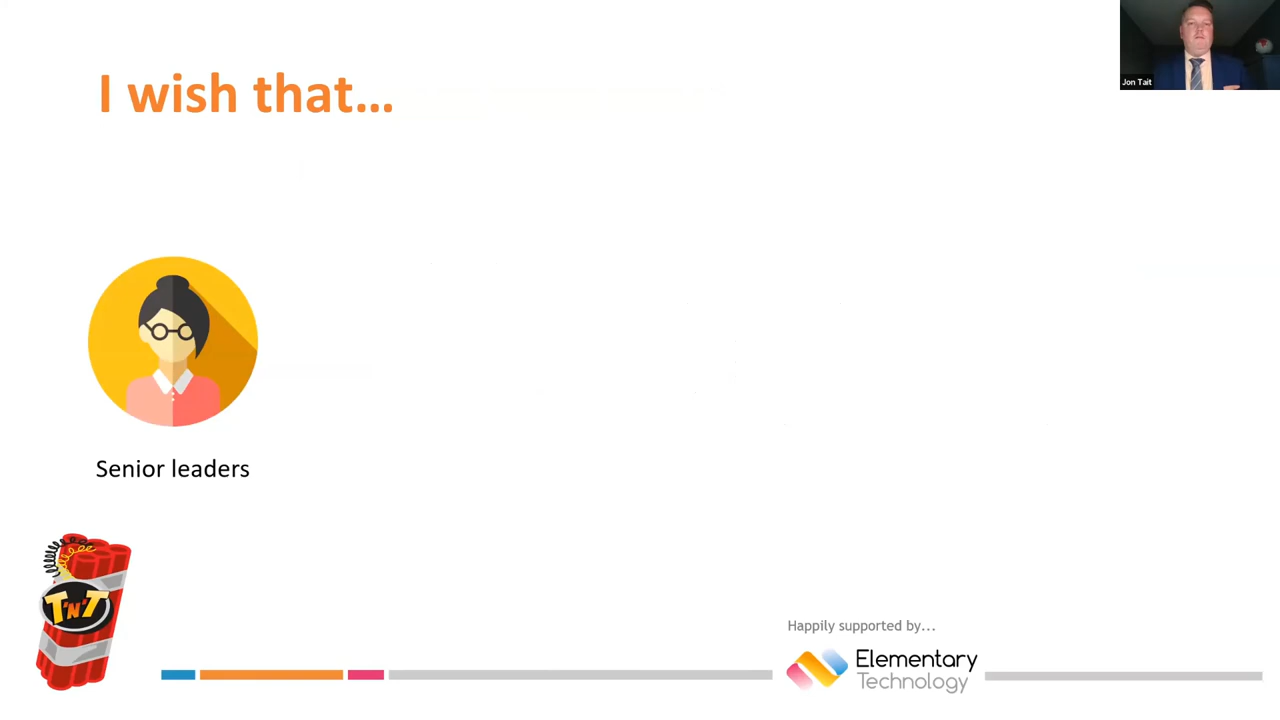 I wish that...
Jon Tait
Senior leaders
T'N'T
Happily supported by...
Elementary
Technology